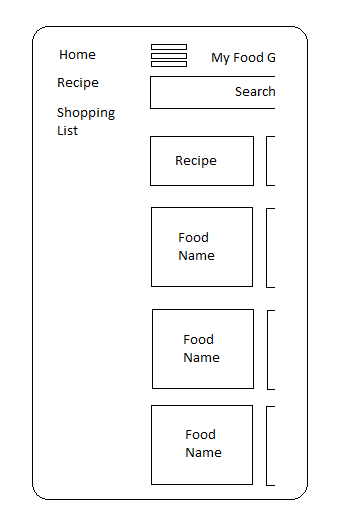 Home
Recipe
Shopping
List
My Food G
Search
Recipe
Food
Name
Food
Name
Food
Name